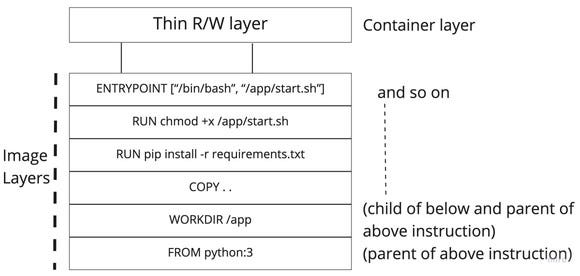 Thin R/W layer
Container layer
ENTRYPOINT [“/bin/bash”, “/app/start.sh”]
and so on
RUN chmod +x /app/start.sh
RUN pip install -r requirements.txt
Image
Layers
COPY . .
WORKDIR /app
(child of below and parent of
above instruction)
FROM python:3
(parent of above instruction)